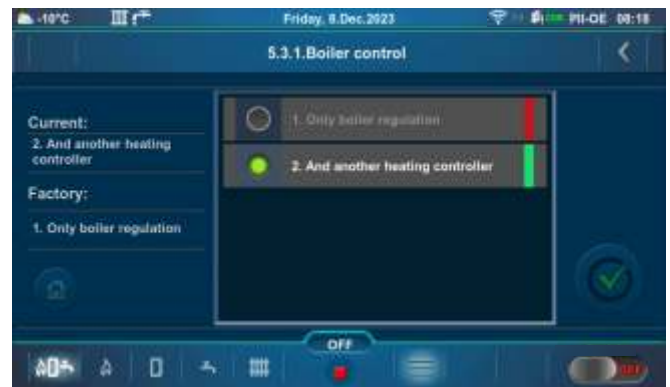 -10°C
Friday, 8.Dec.2023
PII-OE 08:18
5.3.1.Boiler control
Current:
2. And another heating
controller
Factory:
1. Only boiler regulation
1. Only boiler regulation
2. And another heating controller
OFF
OFF